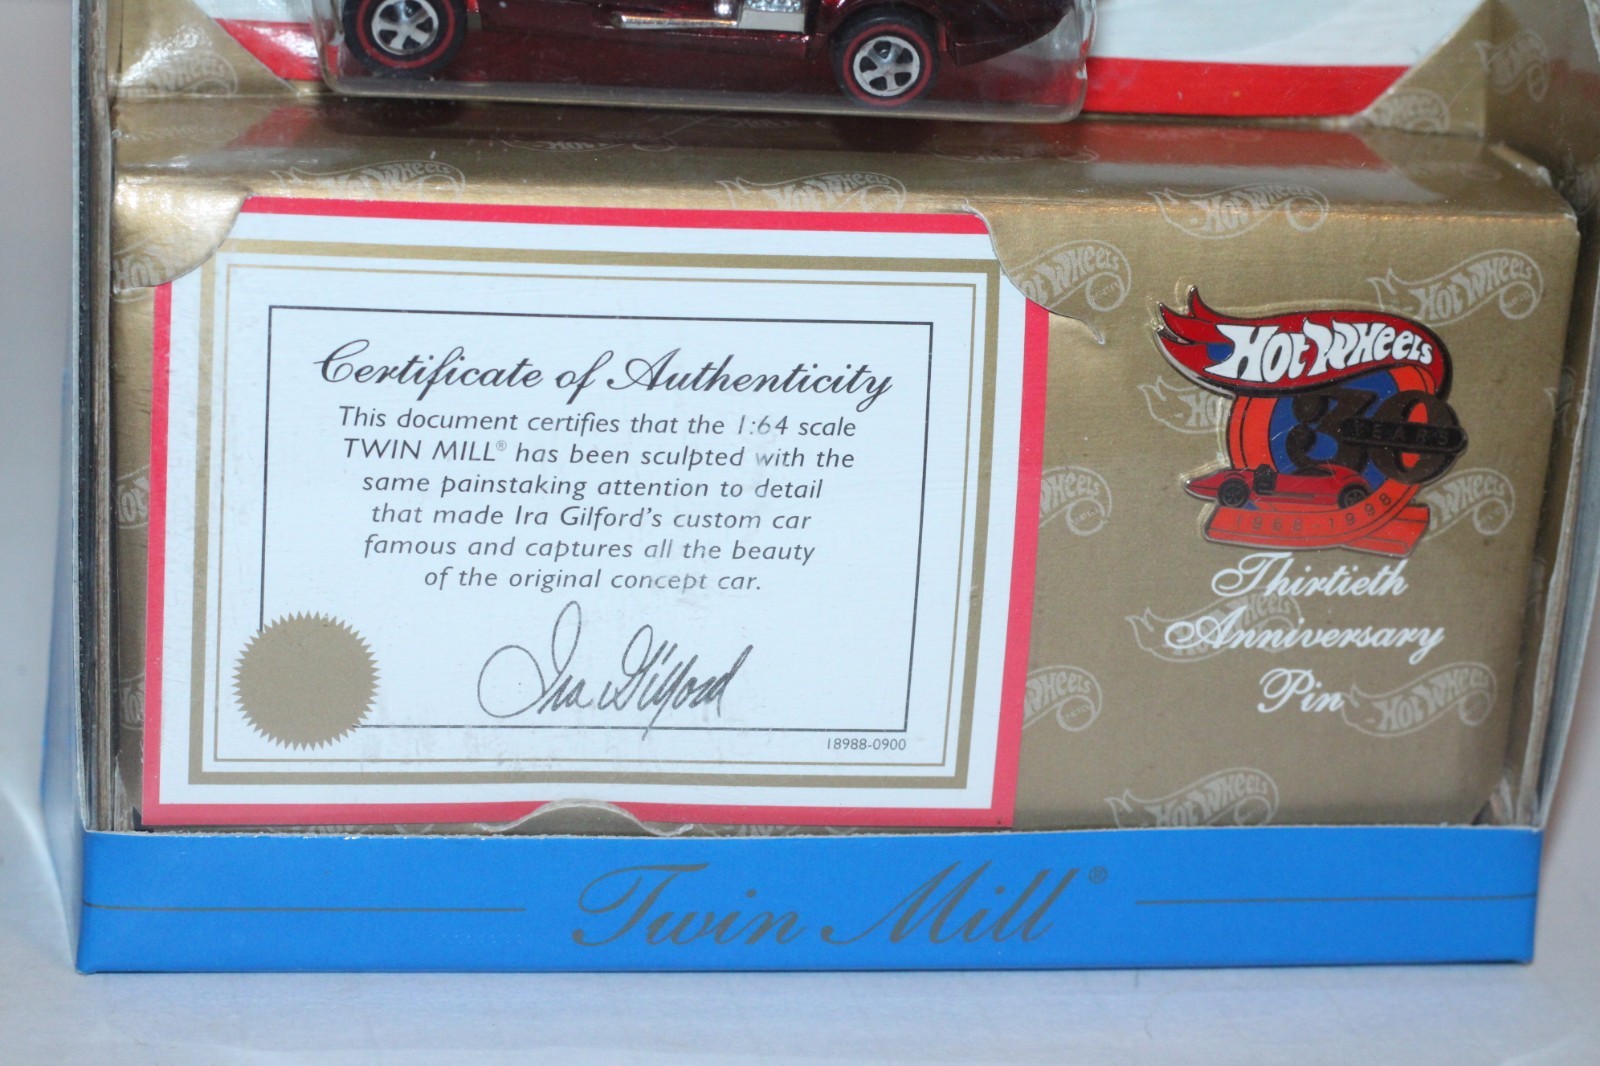 Certificate of Authenticity
This document certifies that the 1:64 scale
TWIN MILL® has been sculpted with the
same painstaking attention to detail
that made Ira Gilford's custom car
famous and captures all the beauty
of the original concept car.
Ira Gilford
18988-0900
HOT WHEELS
30
YEARS
1968-1998
Thirtieth
Anniversary
Pin
Twin Mill®